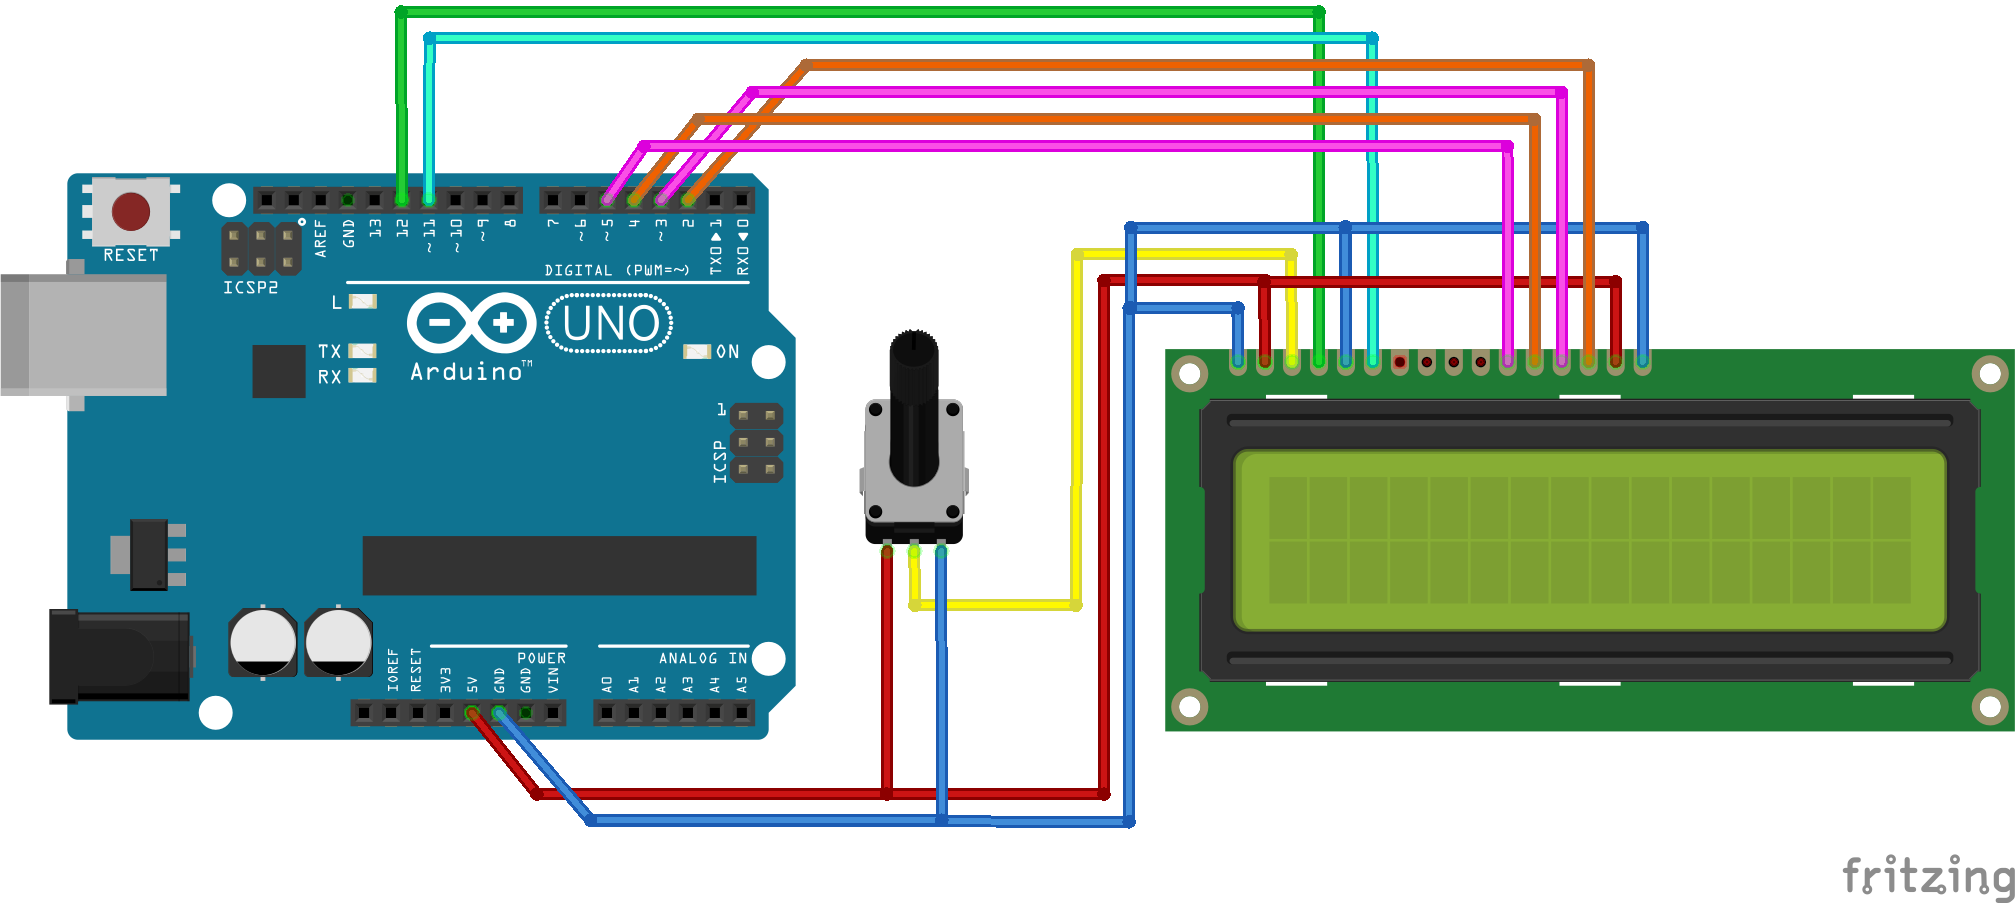 RESET
ICSP2
AREF
GND
13
12
~11
~10
~9
8
7
~6
~5
4
~3
2
TX0▶1
RX0◀0
DIGITAL (PWM=~)
L
TX
RX
UNO
Arduino™
ON
1
ICSP
POWER
ANALOG IN
IOREF
RESET
3V3
5V
GND
GND
VIN
A0
A1
A2
A3
A4
A5
fritzing